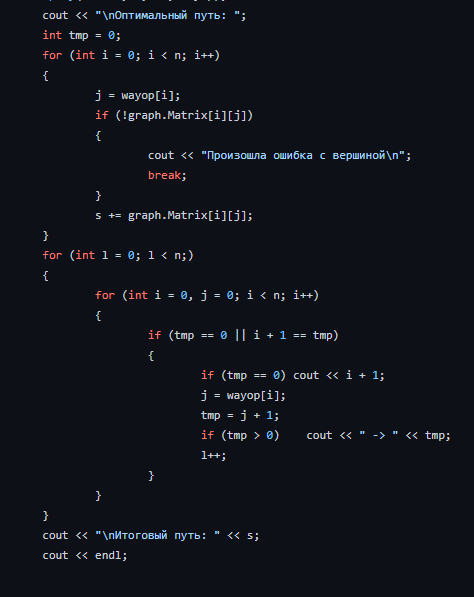 cout << "\nОптимальный путь: ";
int tmp = 0;
for (int i = 0; i < n; i++)
{
j = wayop[i];
if (!graph.Matrix[i][j])
{
cout << "Произошла ошибка с вершиной\n";
break;
}
s += graph.Matrix[i][j];
}
for (int l = 0; l < n;)
{
for (int i = 0, j = 0; i < n; i++)
{
if (tmp == 0 || i + 1 == tmp)
{
if (tmp == 0) cout << i + 1;
j = wayop[i];
tmp = j + 1;
if (tmp > 0)    cout << " -> " << tmp;
l++;
}
}
}
cout << "\nИтоговый путь: " << s;
cout << endl;